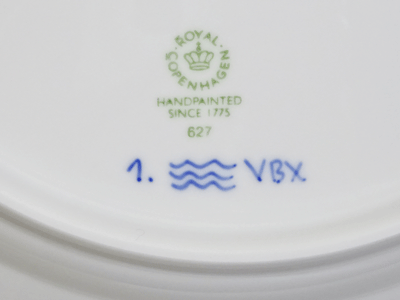 ROYAL
COPENHAGEN
HANDPAINTED
SINCE 1775
627
1. VBX